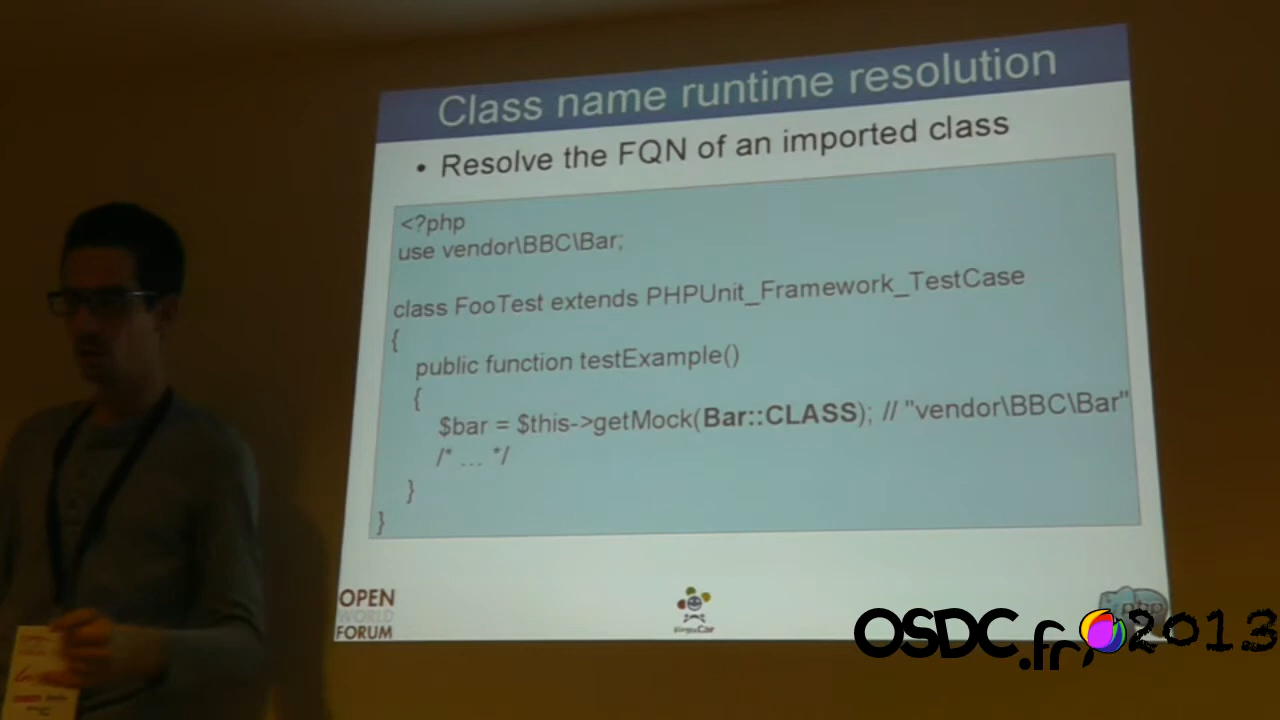 Class name runtime resolution
• Resolve the FQN of an imported class
<?php
use vendor\BBC\Bar;
class FooTest extends PHPUnit_Framework_TestCase
{
public function testExample()
{
$bar = $this->getMock(Bar::CLASS); // "vendor\BBC\Bar"
/* ... */
}
}
OPEN
WORLD
FORUM
php
OSDC.fr 2013